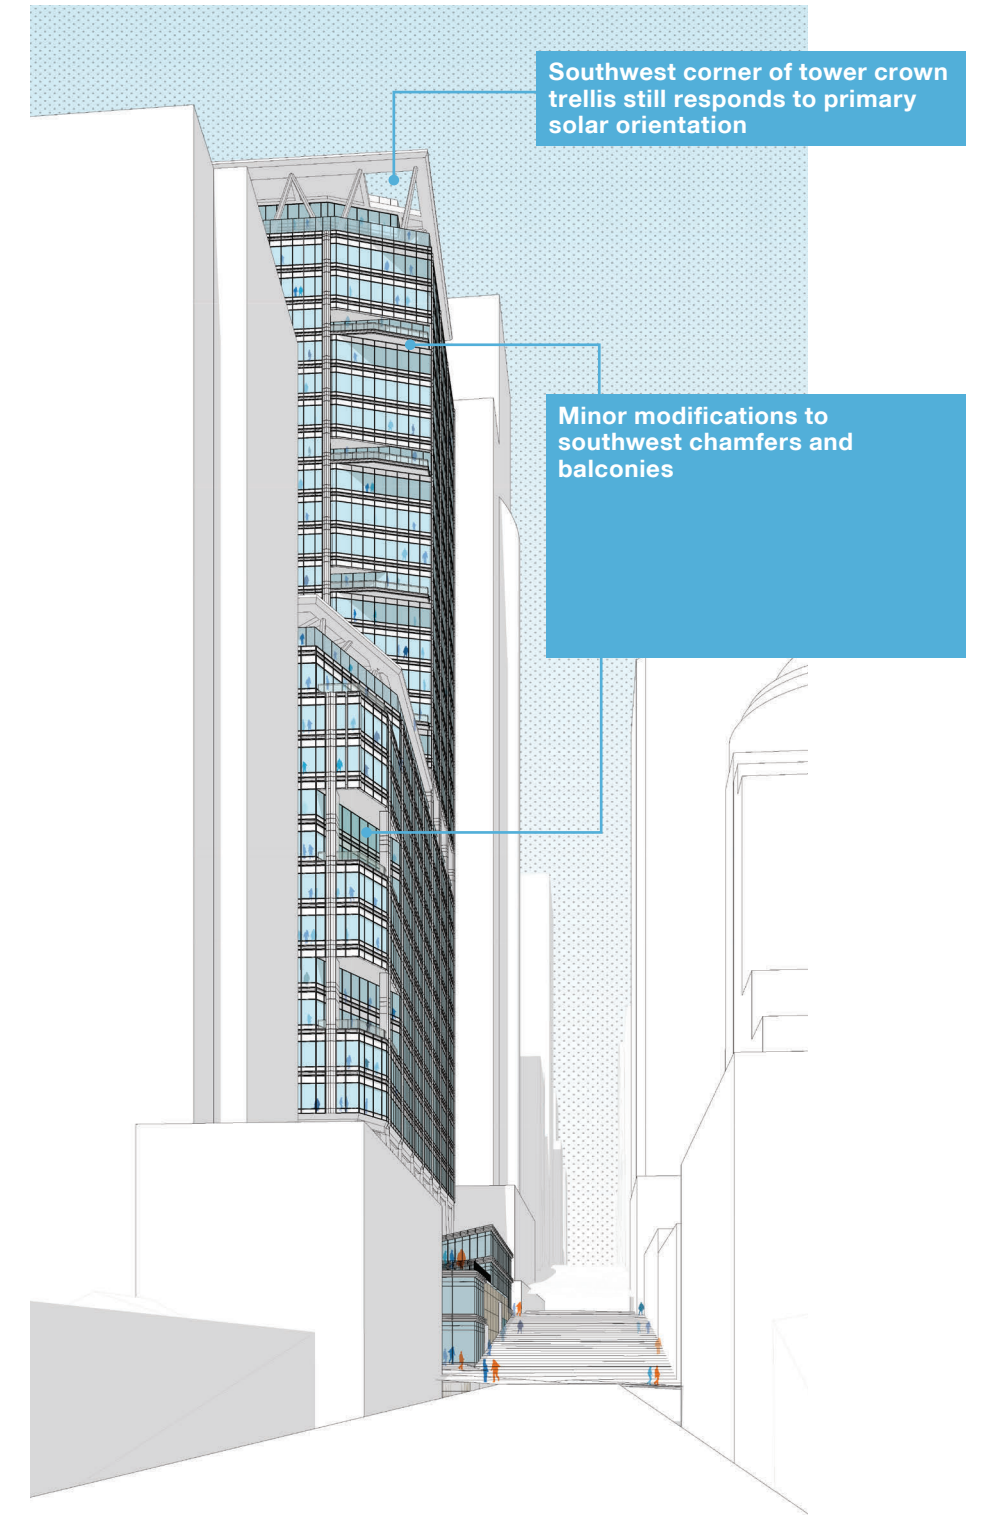 Southwest corner of tower crown
trellis still responds to primary
solar orientation
Minor modifications to
southwest chamfers and
balconies